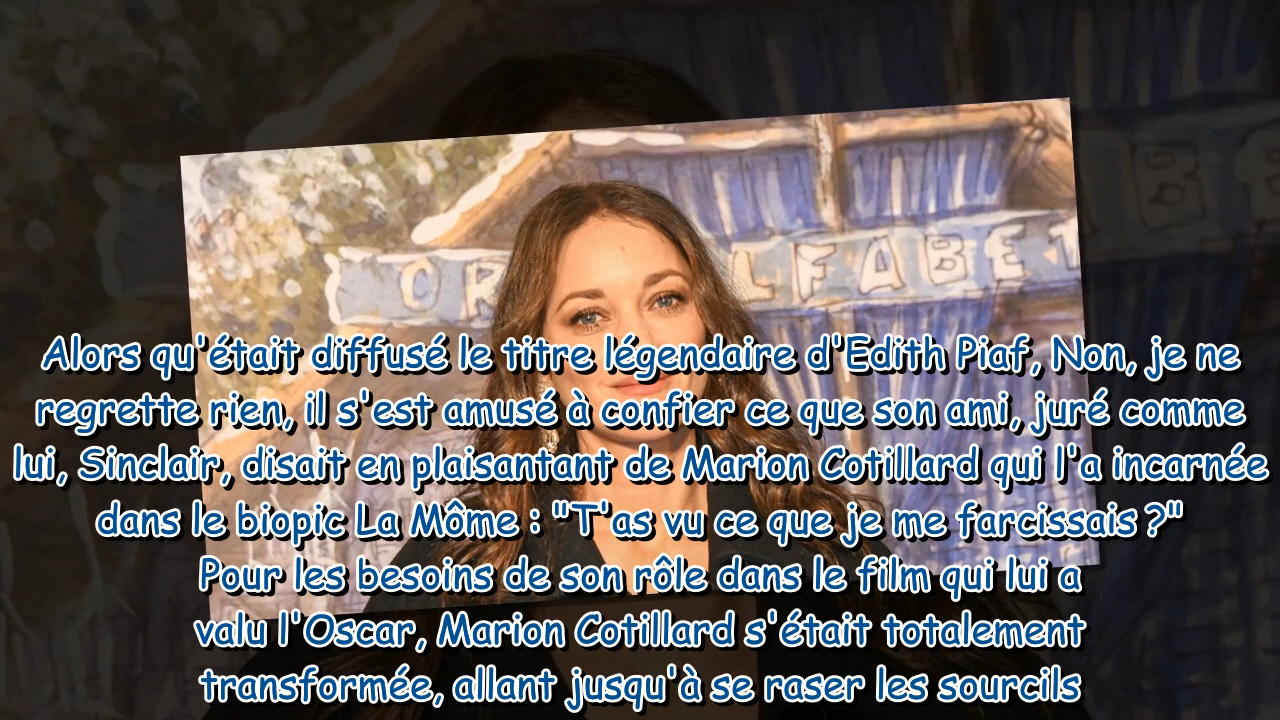 OR LFABET
B E
Alors qu'était diffusé le titre légendaire d'Edith Piaf, Non, je ne
regrette rien, il s'est amusé à confier ce que son ami, juré comme
lui, Sinclair, disait en plaisantant de Marion Cotillard qui l'a incarnée
dans le biopic La Môme : "T'as vu ce que je me farcissais ?"
Pour les besoins de son rôle dans le film qui lui a
valu l'Oscar, Marion Cotillard s'était totalement
transformée, allant jusqu'à se raser les sourcils